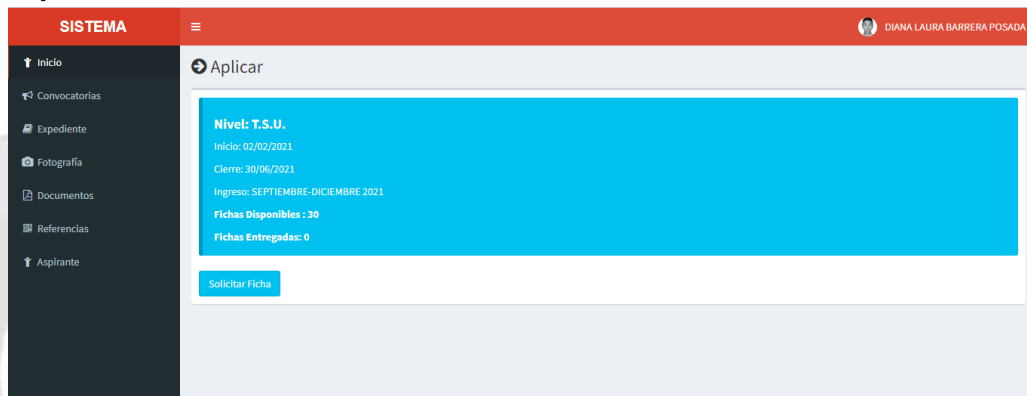 SISTEMA
DIANA LAURA BARRERA POSADA
Inicio
Convocatorias
Expediente
Fotografía
Documentos
Referencias
Aspirante
Aplicar
Nivel: T.S.U.
Inicio: 02/02/2021
Cierre: 30/06/2021
Ingreso: SEPTIEMBRE-DICIEMBRE 2021
Fichas Disponibles : 30
Fichas Entregadas: 0
Solicitar Ficha